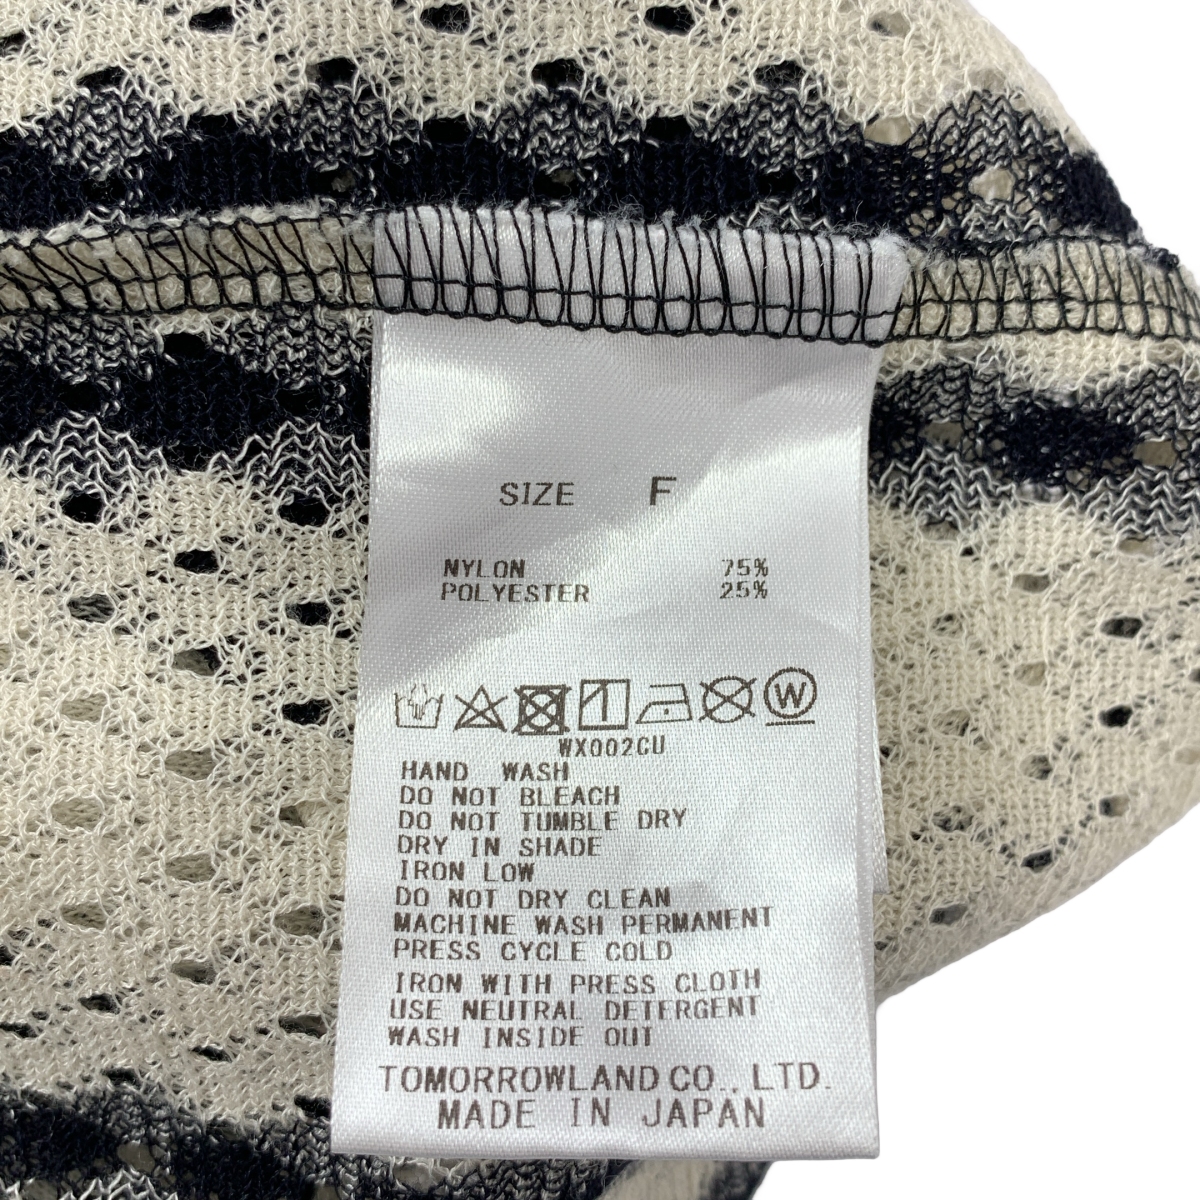 SIZE F
NYLON 75%
POLYESTER 25%
W
WX002CU
HAND WASH
DO NOT BLEACH
DO NOT TUMBLE DRY
DRY IN SHADE
IRON LOW
DO NOT DRY CLEAN
MACHINE WASH PERMANENT
PRESS CYCLE COLD
IRON WITH PRESS CLOTH
USE NEUTRAL DETERGENT
WASH INSIDE OUT
TOMORROWLAND CO., LTD.
MADE IN JAPAN